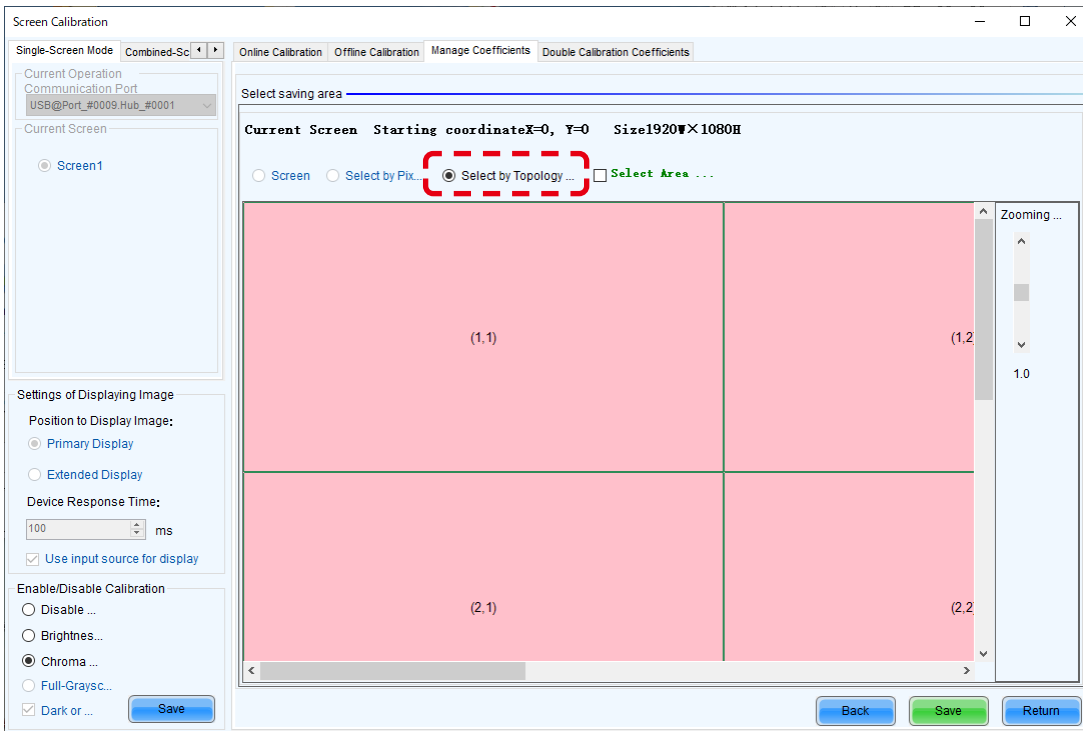 Screen Calibration
Single-Screen Mode Combined-Sc
Current Operation
Communication Port
USB@Port_#0009.Hub_#0001
Current Screen
Screen1
Settings of Displaying Image
Position to Display Image:
Primary Display
Extended Display
Device Response Time:
100 ms
Use input source for display
Enable/Disable Calibration
Disable ...
Brightnes...
Chroma ...
Full-Graysc...
Dark or ... Save
Online Calibration Offline Calibration Manage Coefficients Double Calibration Coefficients
Select saving area
Current Screen Starting coordinateX=0, Y=0 Size1920W×1080H
Screen Select by Pix... Select by Topology ... Select Area ...
(1,1) (1,2
(2,1) (2,2
Zooming ...
1.0
Back Save Return